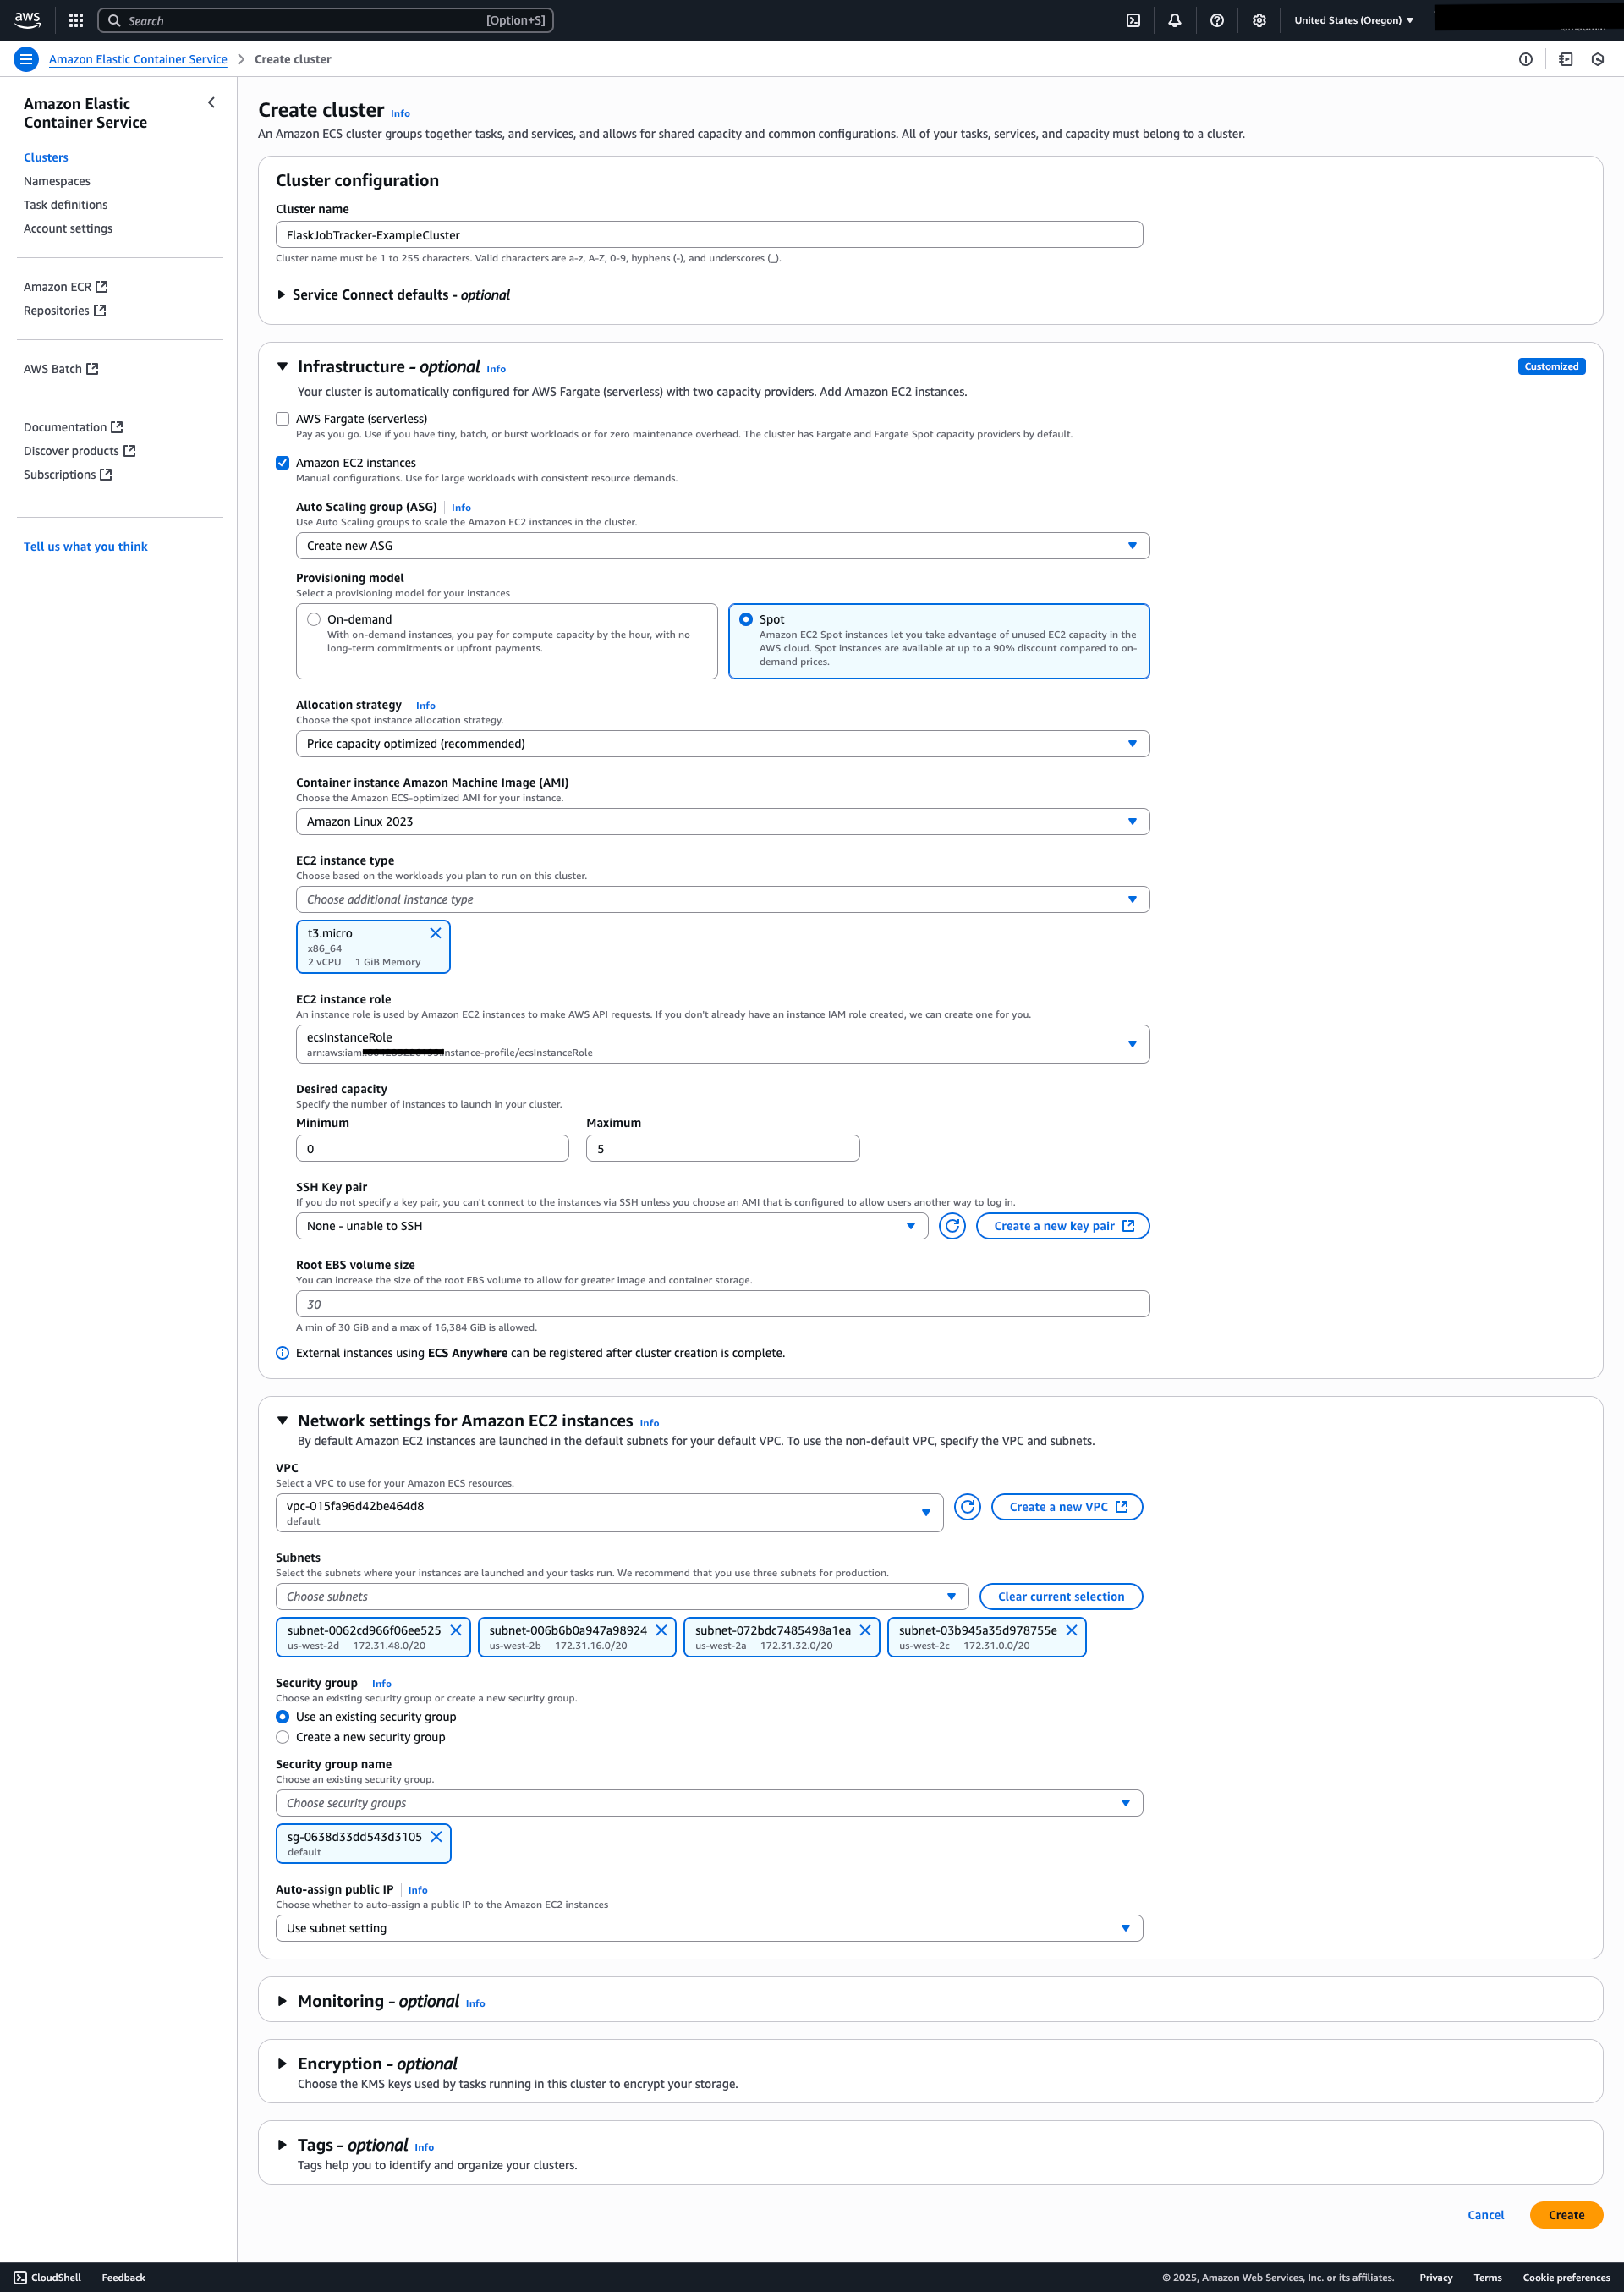 aws
Search [Option+S]
United States (Oregon)
Amazon Elastic Container Service > Create cluster
Amazon Elastic
Container Service
Clusters
Namespaces
Task definitions
Account settings
Amazon ECR
Repositories
AWS Batch
Documentation
Discover products
Subscriptions
Tell us what you think
Create cluster Info
An Amazon ECS cluster groups together tasks, and services, and allows for shared capacity and common configurations. All of your tasks, services, and capacity must belong to a cluster.
Cluster configuration
Cluster name
FlaskJobTracker-ExampleCluster
Cluster name must be 1 to 255 characters. Valid characters are a-z, A-Z, 0-9, hyphens (-), and underscores (_).
Service Connect defaults - optional
Infrastructure - optional Info
Customized
Your cluster is automatically configured for AWS Fargate (serverless) with two capacity providers. Add Amazon EC2 instances.
AWS Fargate (serverless)
Pay as you go. Use if you have tiny, batch, or burst workloads or for zero maintenance overhead. The cluster has Fargate and Fargate Spot capacity providers by default.
Amazon EC2 instances
Manual configurations. Use for large workloads with consistent resource demands.
Auto Scaling group (ASG) Info
Use Auto Scaling groups to scale the Amazon EC2 instances in the cluster.
Create new ASG
Provisioning model
Select a provisioning model for your instances
On-demand
With on-demand instances, you pay for compute capacity by the hour, with no
long-term commitments or upfront payments.
Spot
Amazon EC2 Spot instances let you take advantage of unused EC2 capacity in the
AWS cloud. Spot instances are available at up to a 90% discount compared to on-
demand prices.
Allocation strategy Info
Choose the spot instance allocation strategy.
Price capacity optimized (recommended)
Container instance Amazon Machine Image (AMI)
Choose the Amazon ECS-optimized AMI for your instance.
Amazon Linux 2023
EC2 instance type
Choose based on the workloads you plan to run on this cluster.
Choose additional instance type
t3.micro
x86_64
2 vCPU 1 GiB Memory
EC2 instance role
An instance role is used by Amazon EC2 instances to make AWS API requests. If you don't already have an instance IAM role created, we can create one for you.
ecsInstanceRole
arn:aws:iam instance-profile/ecsInstanceRole
Desired capacity
Specify the number of instances to launch in your cluster.
Minimum Maximum
0 5
SSH Key pair
If you do not specify a key pair, you can't connect to the instances via SSH unless you choose an AMI that is configured to allow users another way to log in.
None - unable to SSH
Create a new key pair
Root EBS volume size
You can increase the size of the root EBS volume to allow for greater image and container storage.
30
A min of 30 GiB and a max of 16,384 GiB is allowed.
External instances using ECS Anywhere can be registered after cluster creation is complete.
Network settings for Amazon EC2 instances Info
By default Amazon EC2 instances are launched in the default subnets for your default VPC. To use the non-default VPC, specify the VPC and subnets.
VPC
Select a VPC to use for your Amazon ECS resources.
vpc-015fa96d42be464d8
default
Create a new VPC
Subnets
Select the subnets where your instances are launched and your tasks run. We recommend that you use three subnets for production.
Choose subnets
Clear current selection
subnet-0062cd966f06ee525
us-west-2d 172.31.48.0/20
subnet-006b6b0a947a98924
us-west-2b 172.31.16.0/20
subnet-072bdc7485498a1ea
us-west-2a 172.31.32.0/20
subnet-03b945a35d978755e
us-west-2c 172.31.0.0/20
Security group Info
Choose an existing security group or create a new security group.
Use an existing security group
Create a new security group
Security group name
Choose an existing security group.
Choose security groups
sg-0638d33dd543d3105
default
Auto-assign public IP Info
Choose whether to auto-assign a public IP to the Amazon EC2 instances
Use subnet setting
Monitoring - optional Info
Encryption - optional
Choose the KMS keys used by tasks running in this cluster to encrypt your storage.
Tags - optional Info
Tags help you to identify and organize your clusters.
Cancel
Create
CloudShell Feedback
© 2025, Amazon Web Services, Inc. or its affiliates. Privacy Terms Cookie preferences